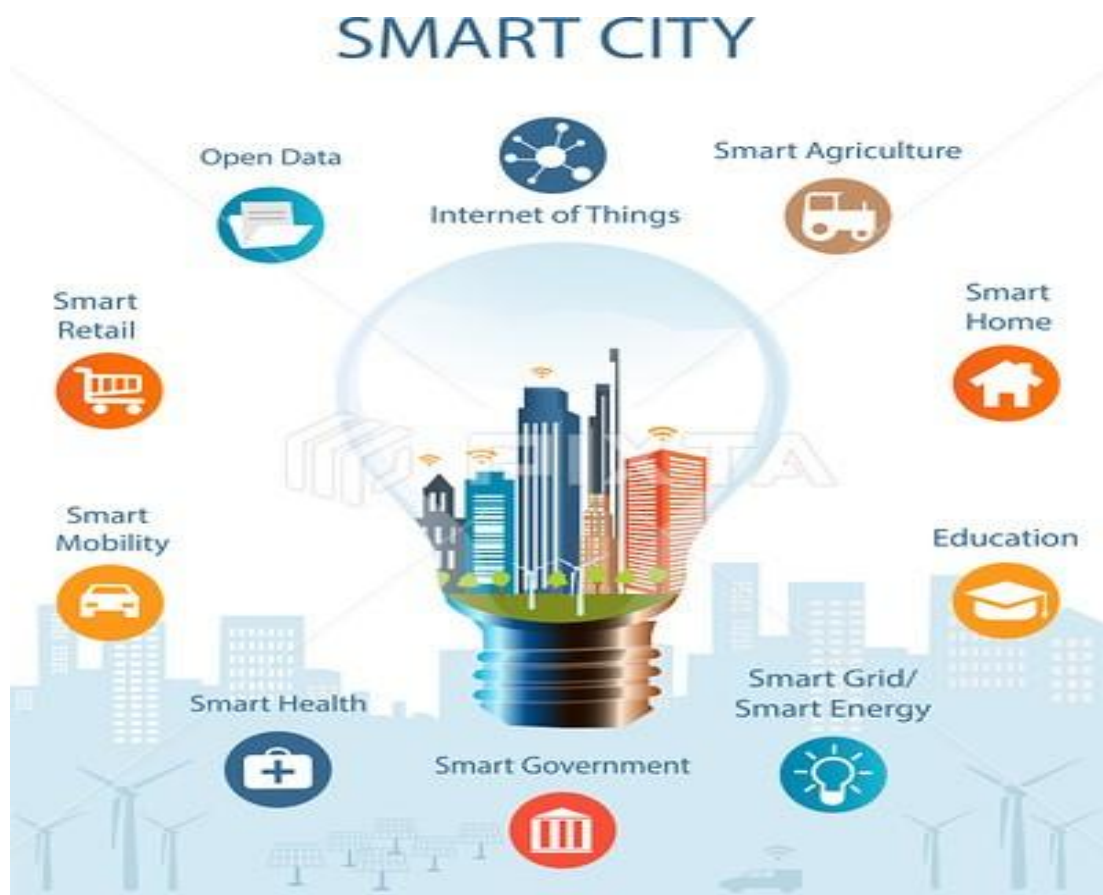 SMART CITY
Open Data
Internet of Things
Smart Agriculture
Smart
Retail
Smart
Home
PIXTA
Smart
Mobility
Education
Smart Health
Smart Grid/
Smart Energy
Smart Government